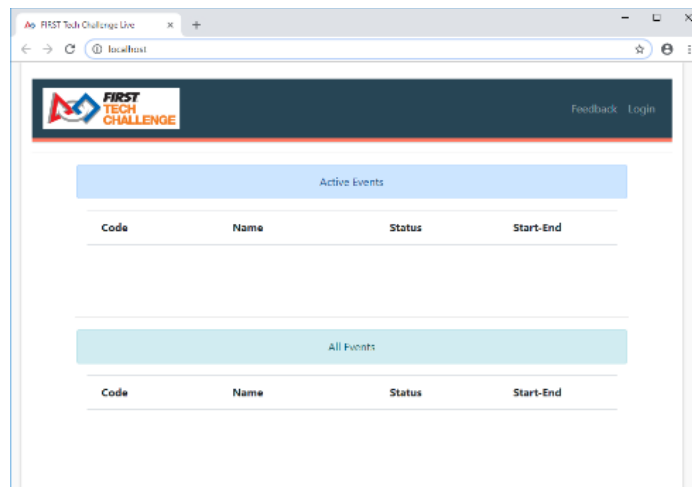 FIRST Tech Challenge Live
localhost
FIRST
TECH
CHALLENGE
Feedback Login
Active Events
Code Name Status Start-End
All Events
Code Name Status Start-End